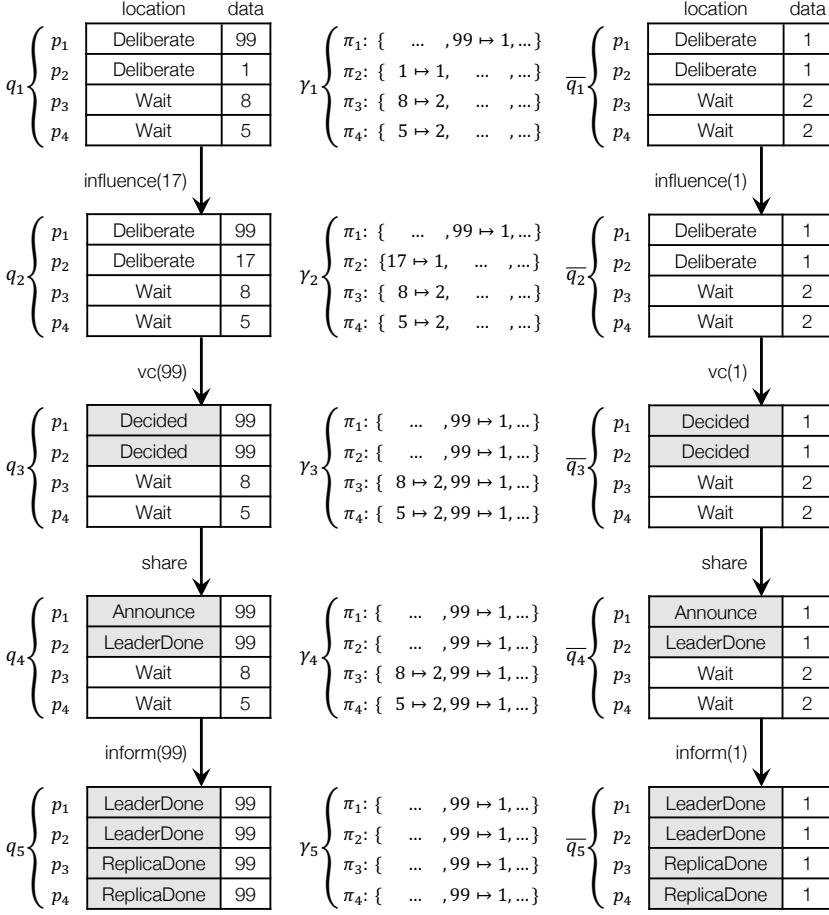 location data location data
q₁ p₁ Deliberate 99 γ₁ π₁: { … , 99 ↦ 1, …} q̅₁ p₁ Deliberate 1
p₂ Deliberate 1 π₂: { 1 ↦ 1, … , …} p₂ Deliberate 1
p₃ Wait 8 π₃: { 8 ↦ 2, … , …} p₃ Wait 2
p₄ Wait 5 π₄: { 5 ↦ 2, … , …} p₄ Wait 2
influence(17) influence(1)
q₂ p₁ Deliberate 99 γ₂ π₁: { … , 99 ↦ 1, …} q̅₂ p₁ Deliberate 1
p₂ Deliberate 17 π₂: {17 ↦ 1, … , …} p₂ Deliberate 1
p₃ Wait 8 π₃: { 8 ↦ 2, … , …} p₃ Wait 2
p₄ Wait 5 π₄: { 5 ↦ 2, … , …} p₄ Wait 2
vc(99) vc(1)
q₃ p₁ Decided 99 γ₃ π₁: { … , 99 ↦ 1, …} q̅₃ p₁ Decided 1
p₂ Decided 99 π₂: { … , 99 ↦ 1, …} p₂ Decided 1
p₃ Wait 8 π₃: { 8 ↦ 2, 99 ↦ 1, …} p₃ Wait 2
p₄ Wait 5 π₄: { 5 ↦ 2, 99 ↦ 1, …} p₄ Wait 2
share share
q₄ p₁ Announce 99 γ₄ π₁: { … , 99 ↦ 1, …} q̅₄ p₁ Announce 1
p₂ LeaderDone 99 π₂: { … , 99 ↦ 1, …} p₂ LeaderDone 1
p₃ Wait 8 π₃: { 8 ↦ 2, 99 ↦ 1, …} p₃ Wait 2
p₄ Wait 5 π₄: { 5 ↦ 2, 99 ↦ 1, …} p₄ Wait 2
inform(99) inform(1)
q₅ p₁ LeaderDone 99 γ₅ π₁: { … , 99 ↦ 1, …} q̅₅ p₁ LeaderDone 1
p₂ LeaderDone 99 π₂: { … , 99 ↦ 1, …} p₂ LeaderDone 1
p₃ ReplicaDone 99 π₃: { … , 99 ↦ 1, …} p₃ ReplicaDone 1
p₄ ReplicaDone 99 π₄: { … , 99 ↦ 1, …} p₄ ReplicaDone 1